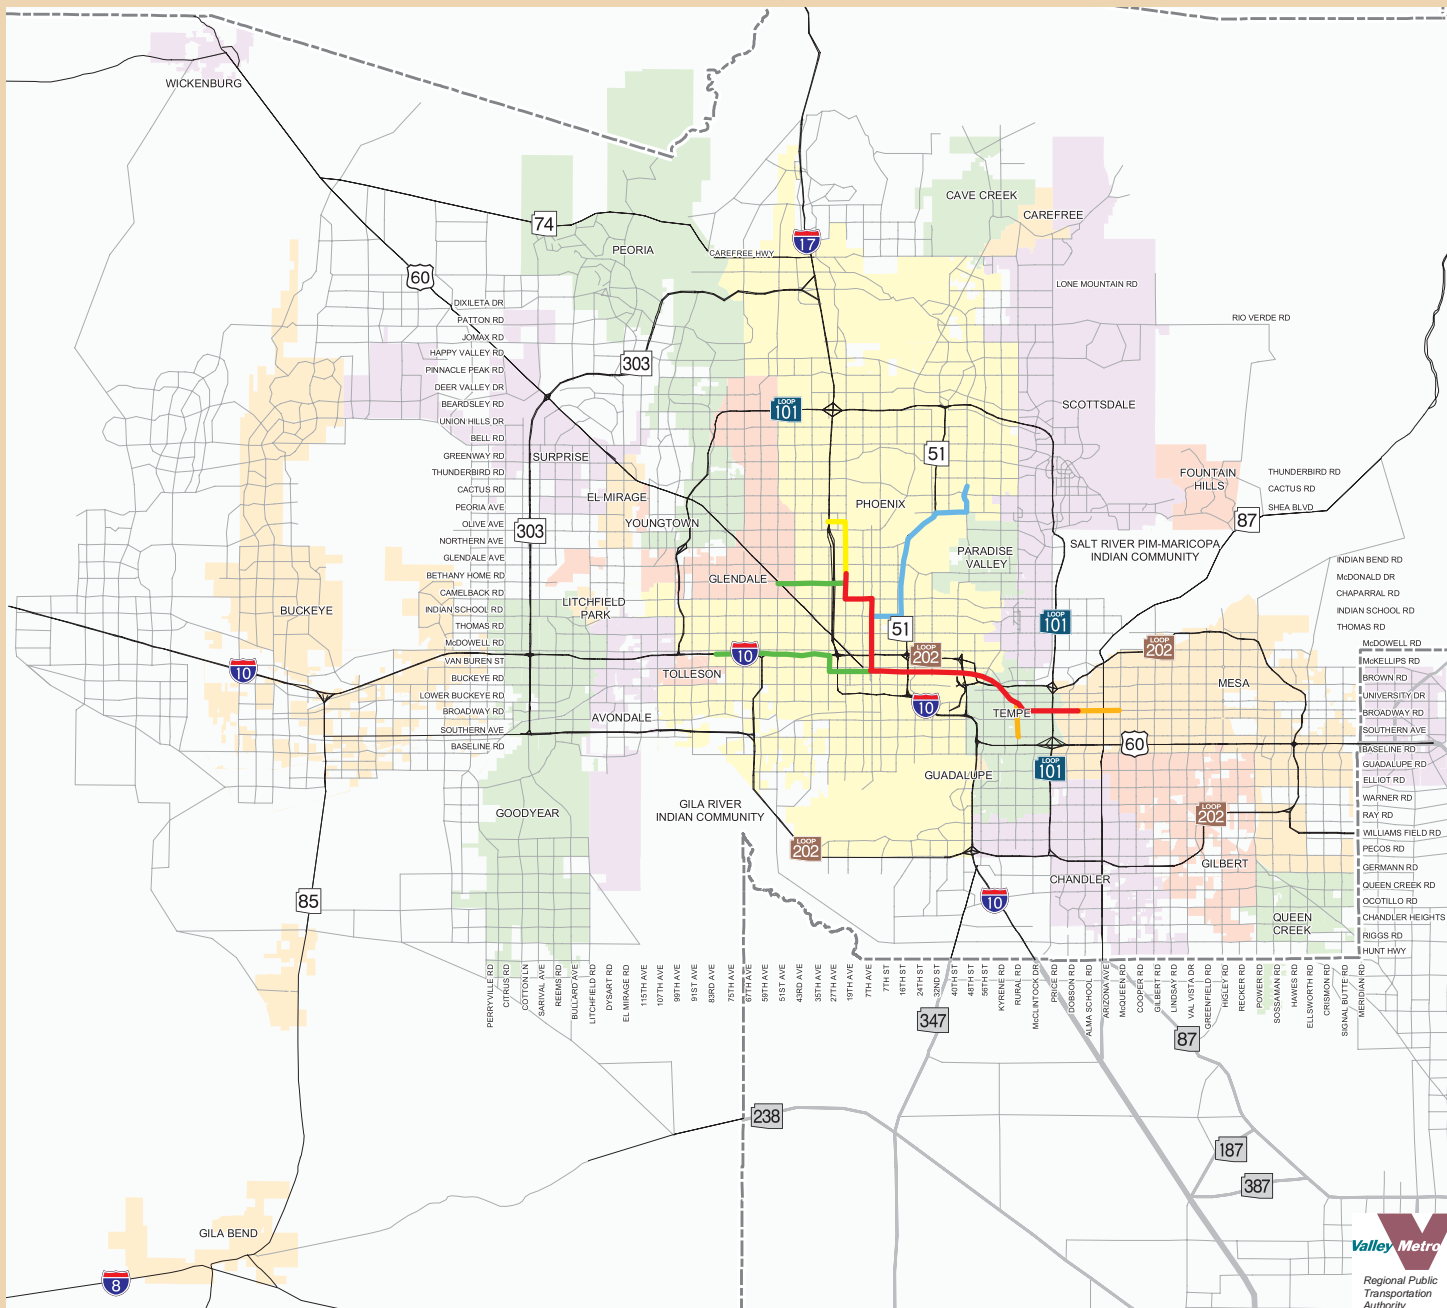 WICKENBURG
CAVE CREEK
CAREFREE
74
PEORIA
17
CAREFREE HWY
60
LONE MOUNTAIN RD
DIXILETA DR
PATTON RD
JOMAX RD
HAPPY VALLEY RD
PINNACLE PEAK RD
DEER VALLEY DR
BEARDSLEY RD
UNION HILLS DR
BELL RD
GREENWAY RD
THUNDERBIRD RD
CACTUS RD
PEORIA AVE
OLIVE AVE
NORTHERN AVE
GLENDALE AVE
BETHANY HOME RD
CAMELBACK RD
INDIAN SCHOOL RD
THOMAS RD
McDOWELL RD
VAN BUREN ST
BUCKEYE RD
LOWER BUCKEYE RD
BROADWAY RD
SOUTHERN AVE
BASELINE RD
RIO VERDE RD
303
LOOP
101
SCOTTSDALE
51
SURPRISE
FOUNTAIN
HILLS
THUNDERBIRD RD
CACTUS RD
SHEA BLVD
EL MIRAGE
PHOENIX
YOUNGTOWN
87
303
PARADISE
VALLEY
SALT RIVER PIM-MARICOPA
INDIAN COMMUNITY
GLENDALE
BUCKEYE
LITCHFIELD
PARK
INDIAN BEND RD
McDONALD DR
CHAPARRAL RD
INDIAN SCHOOL RD
THOMAS RD
McDOWELL RD
McKELLIPS RD
BROWN RD
UNIVERSITY DR
BROADWAY RD
SOUTHERN AVE
BASELINE RD
GUADALUPE RD
ELLIOT RD
WARNER RD
RAY RD
WILLIAMS FIELD RD
PECOS RD
GERMANN RD
QUEEN CREEK RD
OCOTILLO RD
CHANDLER HEIGHTS
RIGGS RD
HUNT HWY
51
LOOP
101
LOOP
202
LOOP
202
10
10
TOLLESON
MESA
10
AVONDALE
TEMPE
60
GUADALUPE
LOOP
101
GOODYEAR
GILA RIVER
INDIAN COMMUNITY
LOOP
202
LOOP
202
GILBERT
CHANDLER
85
10
QUEEN
CREEK
PERRYVILLE RD
CITRUS RD
COTTON LN
SARIVAL AVE
REEMS RD
BULLARD AVE
LITCHFIELD RD
DYSART RD
EL MIRAGE RD
115TH AVE
107TH AVE
99TH AVE
91ST AVE
83RD AVE
75TH AVE
67TH AVE
59TH AVE
51ST AVE
43RD AVE
35TH AVE
27TH AVE
19TH AVE
7TH AVE
7TH ST
16TH ST
24TH ST
32ND ST
40TH ST
48TH ST
56TH ST
KYRENE RD
RURAL RD
McCLINTOCK DR
PRICE RD
DOBSON RD
ALMA SCHOOL RD
ARIZONA AVE
McQUEEN RD
COOPER RD
GILBERT RD
LINDSAY RD
VAL VISTA DR
GREENFIELD RD
HIGLEY RD
RECKER RD
POWER RD
SOSSAMAN RD
HAWES RD
ELLSWORTH RD
CRISMON RD
SIGNAL BUTTE RD
MERIDIAN RD
347
87
238
187
387
GILA BEND
8
Valley Metro
Regional Public
Transportation
Authority